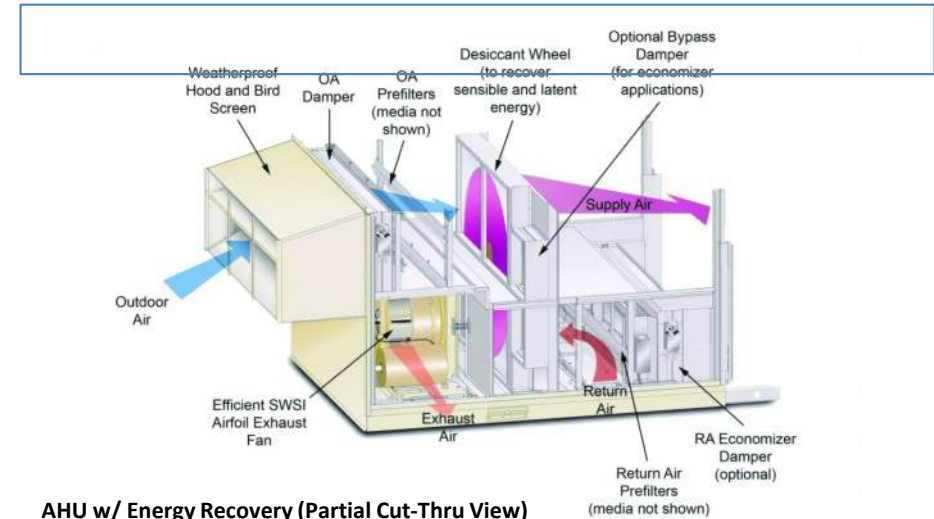 Optional Bypass
Damper
(for economizer
applications)
Desiccant Wheel
(to recover
sensible and latent
energy)
Weatherproof
Hood and Bird
Screen
OA
Damper
OA
Prefilters
(media not
shown)
Supply Air
Outdoor
Air
Efficient SWSI
Airfoil Exhaust
Fan
Exhaust
Air
Return
Air
RA Economizer
Damper
(optional)
Return Air
Prefilters
(media not shown)
AHU w/ Energy Recovery (Partial Cut-Thru View)